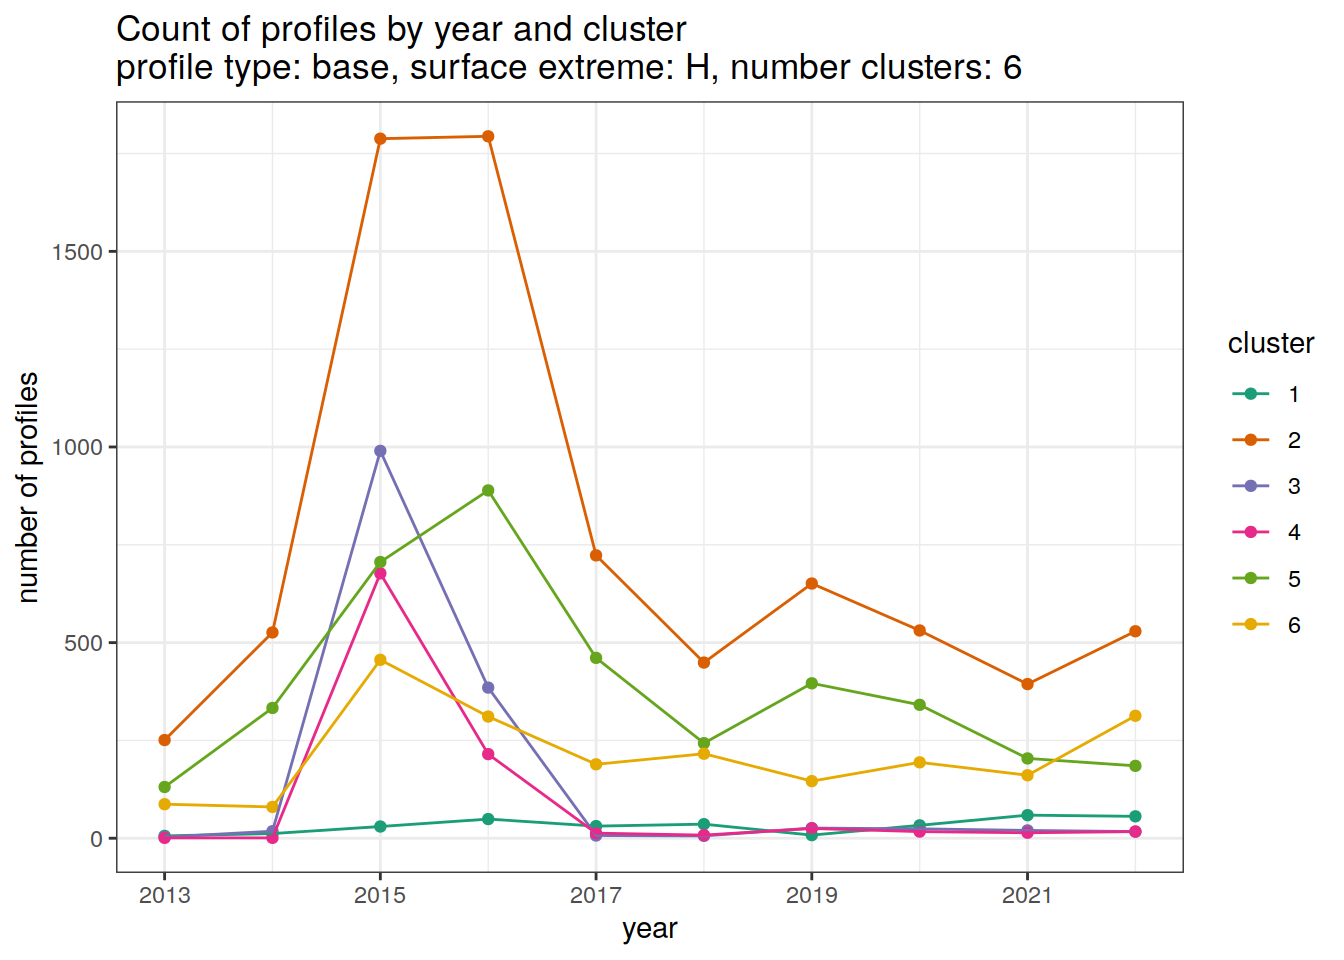 Count of profiles by year and cluster
profile type: base, surface extreme: H, number clusters: 6
1500
1000
500
0
number of profiles
2013 2015 2017 2019 2021
year
cluster
1
2
3
4
5
6